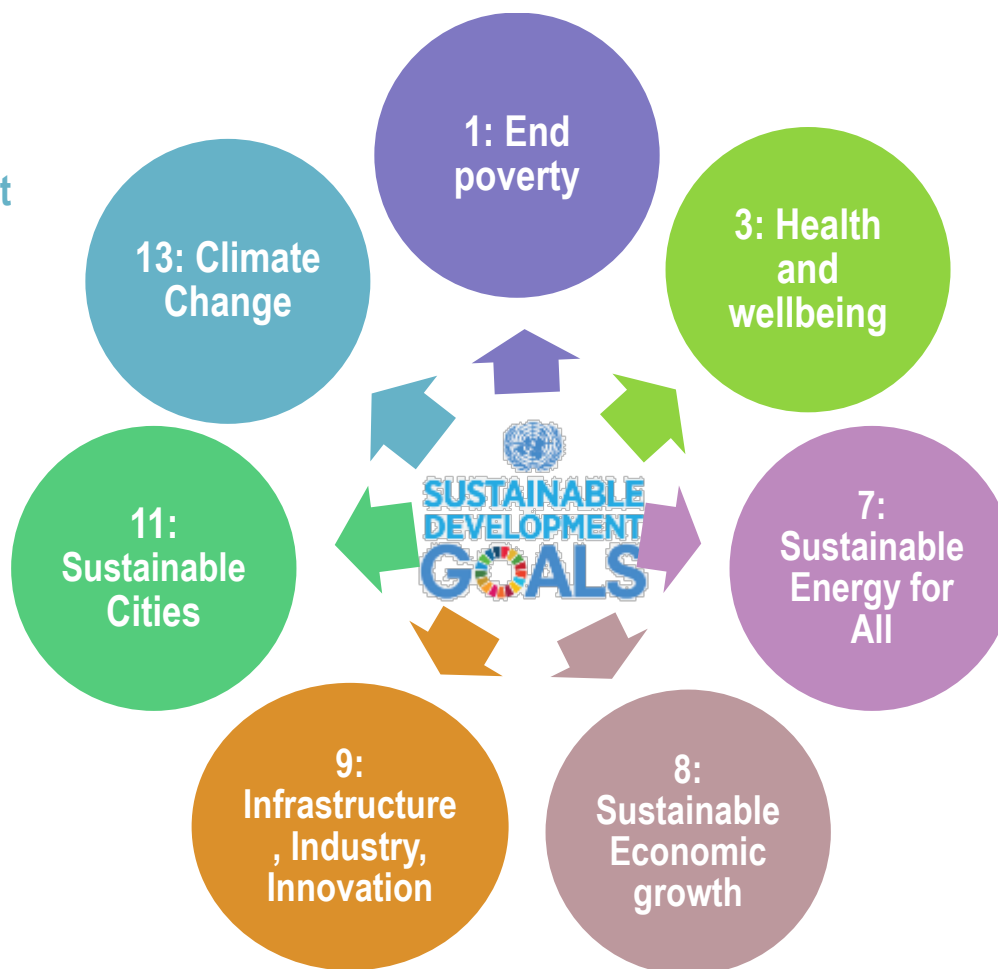 1: End
poverty
3: Health
and
wellbeing
7:
Sustainable
Energy for
All
8:
Sustainable
Economic
growth
9:
Infrastructure
, Industry,
Innovation
11:
Sustainable
Cities
13: Climate
Change
t
SUSTAINABLE
DEVELOPMENT
GOALS